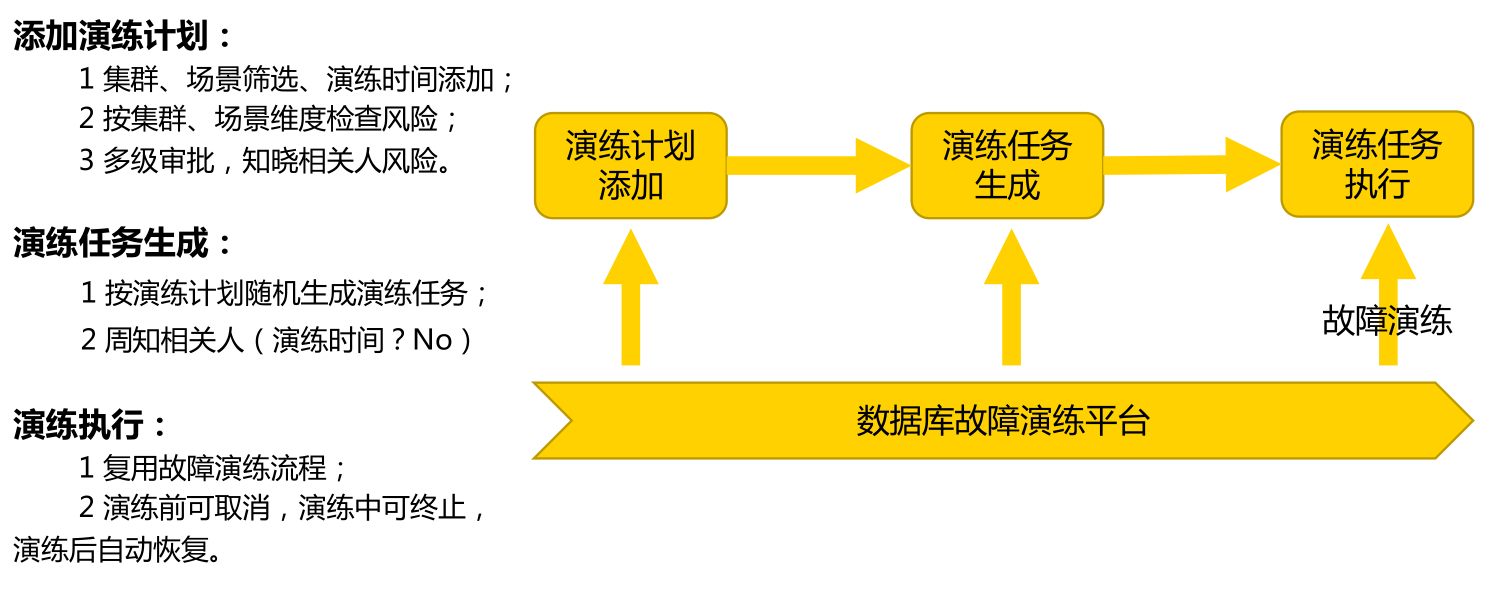 添加演练计划：
1 集群、场景筛选、演练时间添加；
2 按集群、场景维度检查风险；
3 多级审批，知晓相关人风险。
演练任务生成：
1 按演练计划随机生成演练任务；
2 周知相关人（演练时间？No）
演练执行：
1 复用故障演练流程；
2 演练前可取消，演练中可终止，
演练后自动恢复。
演练计划
添加
演练任务
生成
演练任务
执行
故障演练
数据库故障演练平台